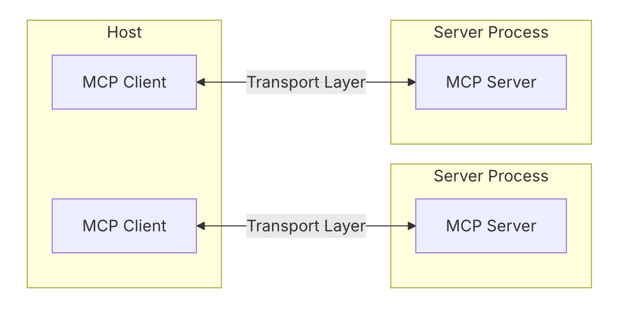 Host
Server Process
MCP Client
Transport Layer
MCP Server
Server Process
MCP Client
Transport Layer
MCP Server